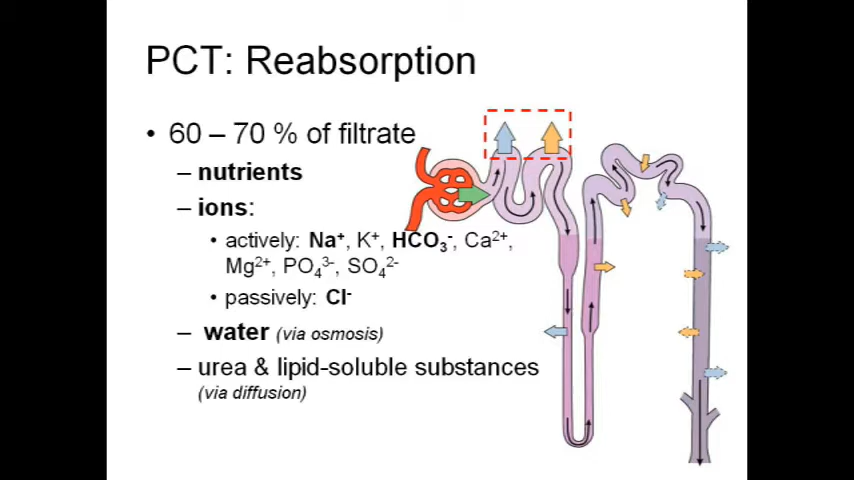 PCT: Reabsorption
• 60 – 70 % of filtrate
– nutrients
– ions:
• actively: Na⁺, K⁺, HCO₃⁻, Ca²⁺,
Mg²⁺, PO₄³⁻, SO₄²⁻
• passively: Cl⁻
– water (via osmosis)
– urea & lipid-soluble substances
(via diffusion)